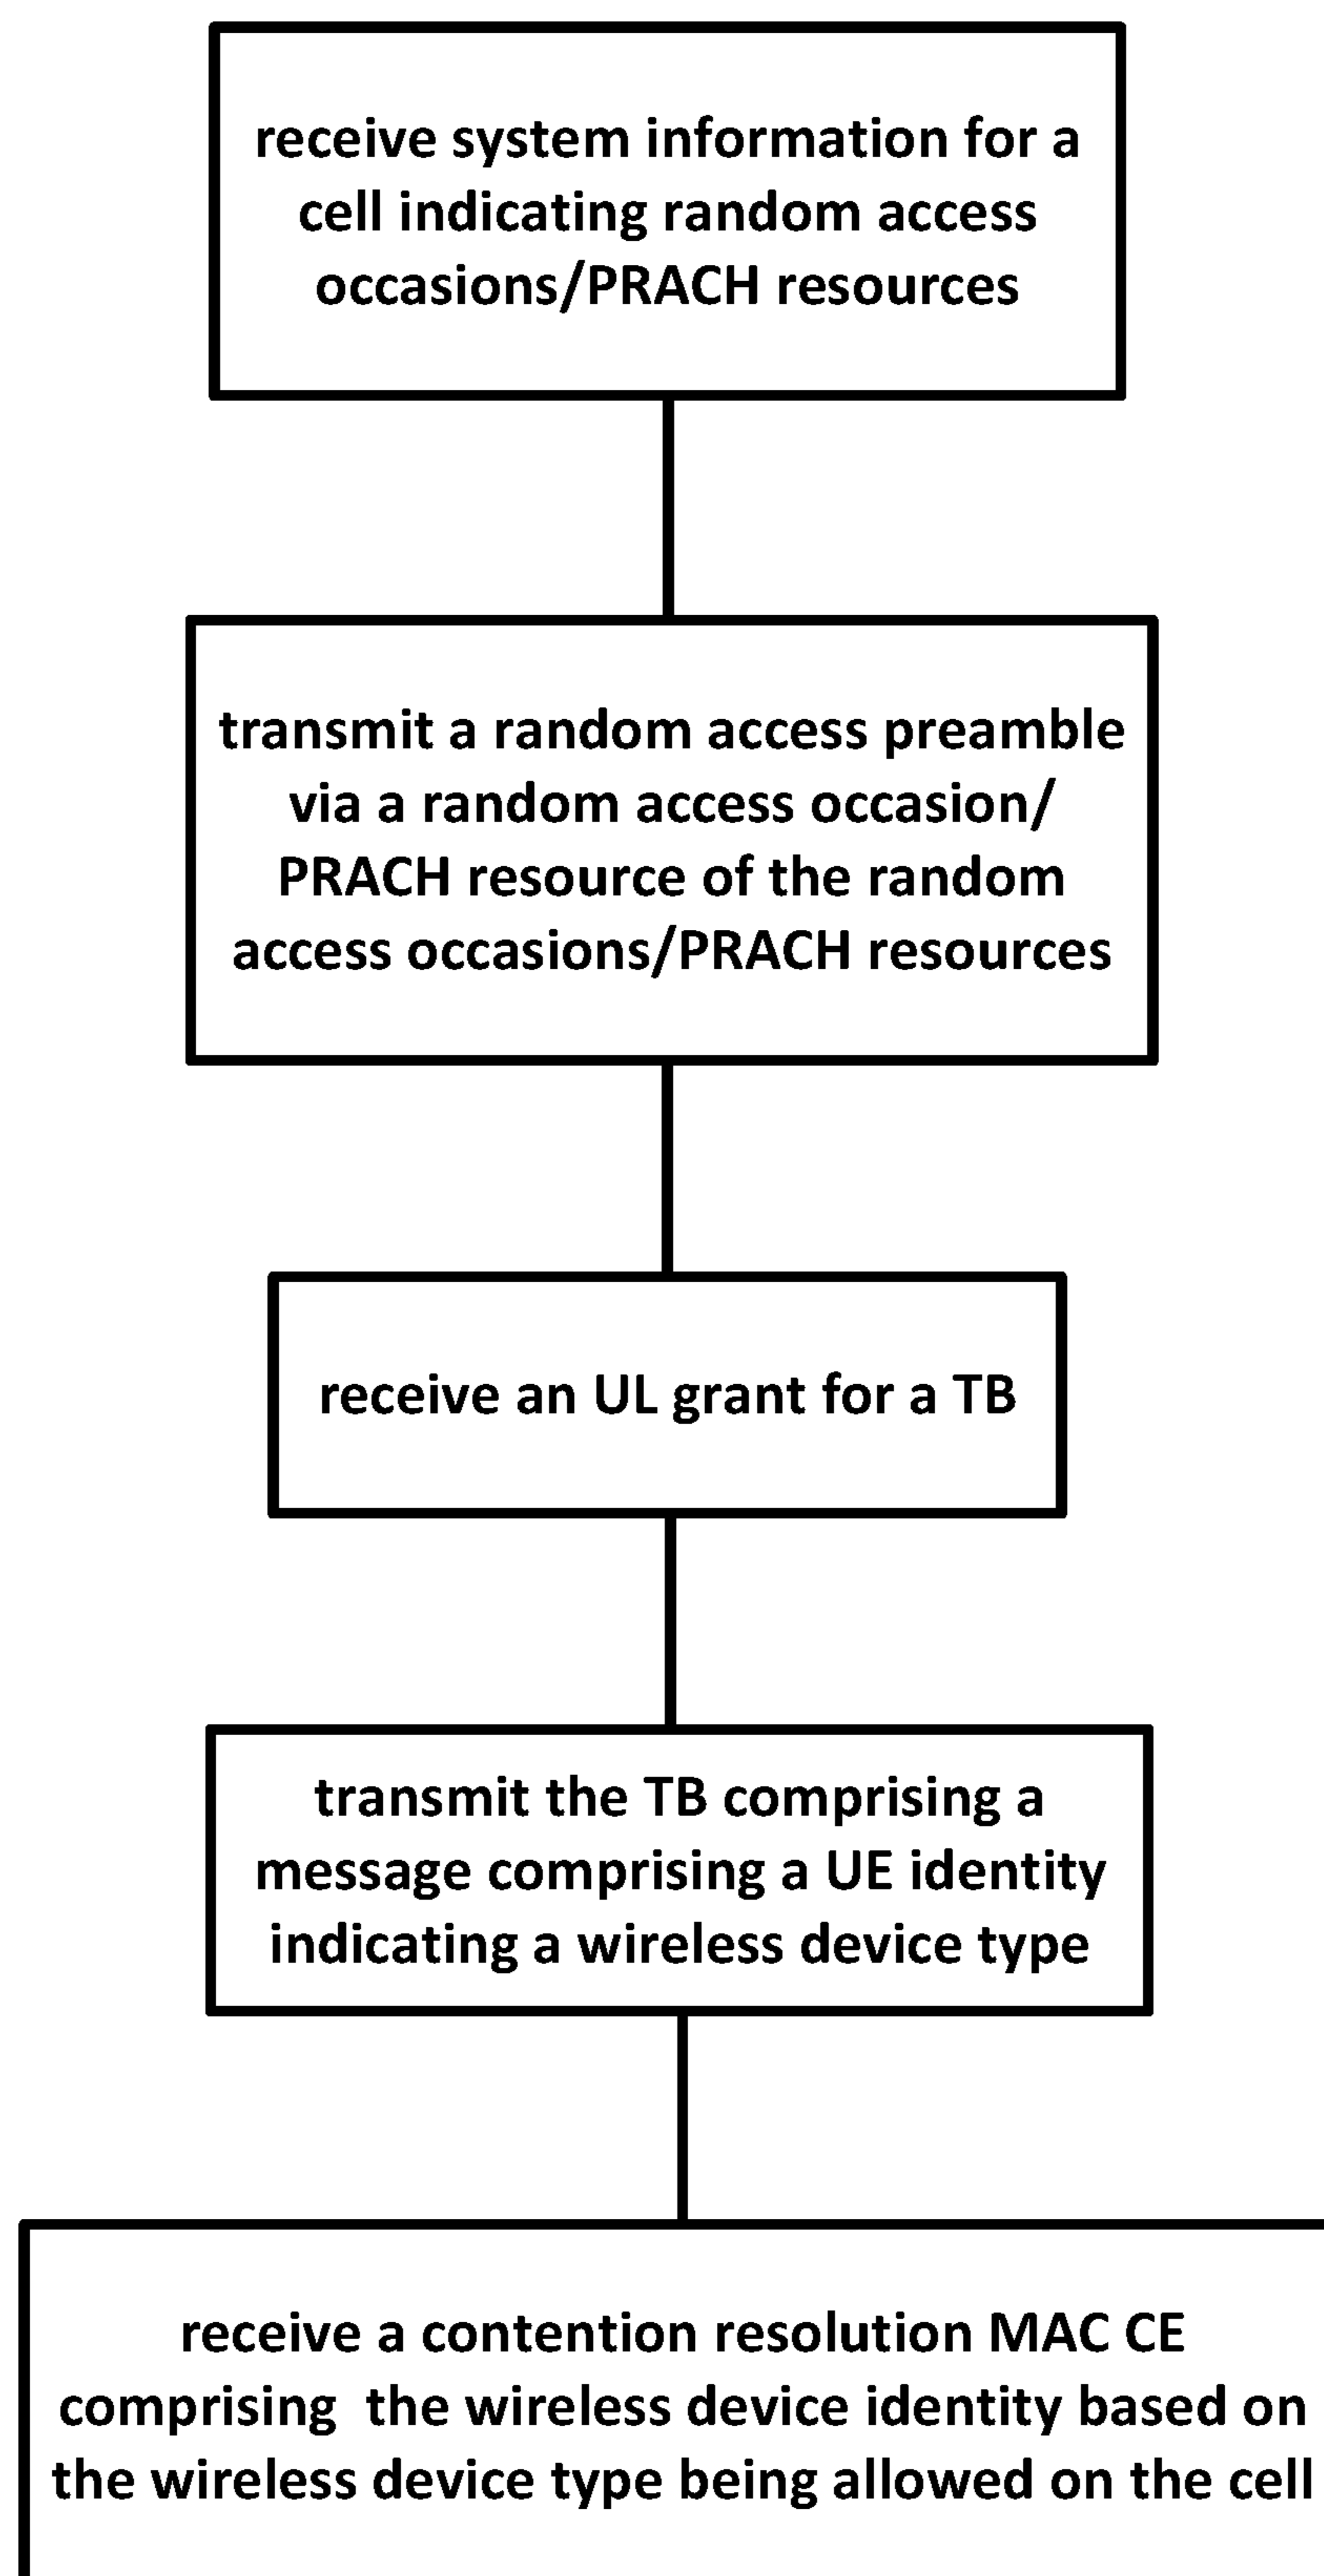 receive system information for a
cell indicating random access
occasions/PRACH resources
transmit a random access preamble
via a random access occasion/
PRACH resource of the random
access occasions/PRACH resources
receive an UL grant for a TB
transmit the TB comprising a
message comprising a UE identity
indicating a wireless device type
receive a contention resolution MAC CE
comprising  the wireless device identity based on
the wireless device type being allowed on the cell